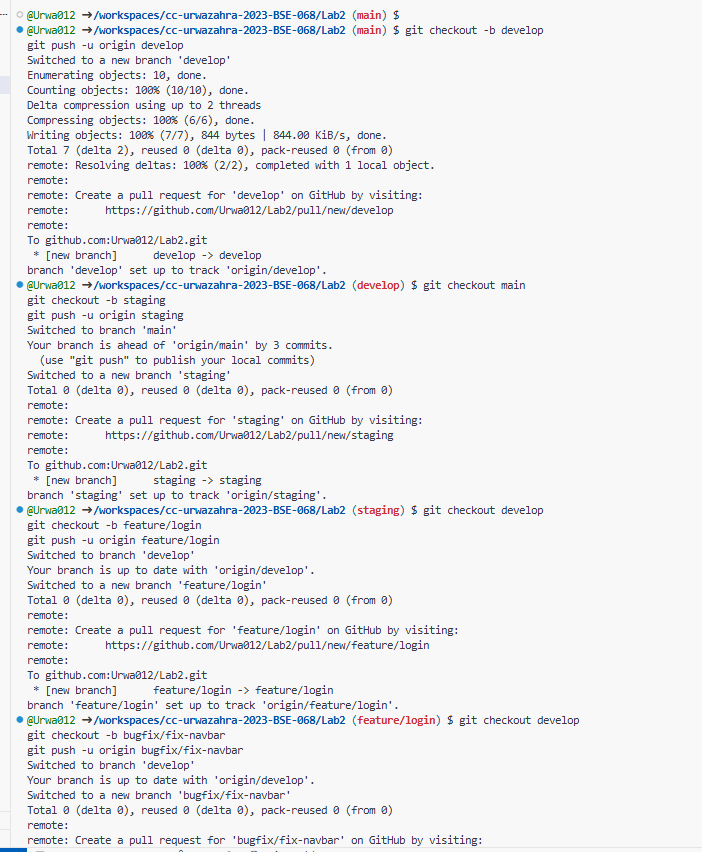 @Urwa012 ➜/workspaces/cc-urwazahra-2023-BSE-068/Lab2 (main) $
@Urwa012 ➜/workspaces/cc-urwazahra-2023-BSE-068/Lab2 (main) $ git checkout -b develop
git push -u origin develop
Switched to a new branch 'develop'
Enumerating objects: 10, done.
Counting objects: 100% (10/10), done.
Delta compression using up to 2 threads
Compressing objects: 100% (6/6), done.
Writing objects: 100% (7/7), 844 bytes | 844.00 KiB/s, done.
Total 7 (delta 2), reused 0 (delta 0), pack-reused 0 (from 0)
remote: Resolving deltas: 100% (2/2), completed with 1 local object.
remote:
remote: Create a pull request for 'develop' on GitHub by visiting:
remote:      https://github.com/Urwa012/Lab2/pull/new/develop
remote:
To github.com:Urwa012/Lab2.git
 * [new branch]      develop -> develop
branch 'develop' set up to track 'origin/develop'.
@Urwa012 ➜/workspaces/cc-urwazahra-2023-BSE-068/Lab2 (develop) $ git checkout main
git checkout -b staging
git push -u origin staging
Switched to branch 'main'
Your branch is ahead of 'origin/main' by 3 commits.
  (use "git push" to publish your local commits)
Switched to a new branch 'staging'
Total 0 (delta 0), reused 0 (delta 0), pack-reused 0 (from 0)
remote:
remote: Create a pull request for 'staging' on GitHub by visiting:
remote:      https://github.com/Urwa012/Lab2/pull/new/staging
remote:
To github.com:Urwa012/Lab2.git
 * [new branch]      staging -> staging
branch 'staging' set up to track 'origin/staging'.
@Urwa012 ➜/workspaces/cc-urwazahra-2023-BSE-068/Lab2 (staging) $ git checkout develop
git checkout -b feature/login
git push -u origin feature/login
Switched to branch 'develop'
Your branch is up to date with 'origin/develop'.
Switched to a new branch 'feature/login'
Total 0 (delta 0), reused 0 (delta 0), pack-reused 0 (from 0)
remote:
remote: Create a pull request for 'feature/login' on GitHub by visiting:
remote:      https://github.com/Urwa012/Lab2/pull/new/feature/login
remote:
To github.com:Urwa012/Lab2.git
 * [new branch]      feature/login -> feature/login
branch 'feature/login' set up to track 'origin/feature/login'.
@Urwa012 ➜/workspaces/cc-urwazahra-2023-BSE-068/Lab2 (feature/login) $ git checkout develop
git checkout -b bugfix/fix-navbar
git push -u origin bugfix/fix-navbar
Switched to branch 'develop'
Your branch is up to date with 'origin/develop'.
Switched to a new branch 'bugfix/fix-navbar'
Total 0 (delta 0), reused 0 (delta 0), pack-reused 0 (from 0)
remote:
remote: Create a pull request for 'bugfix/fix-navbar' on GitHub by visiting: